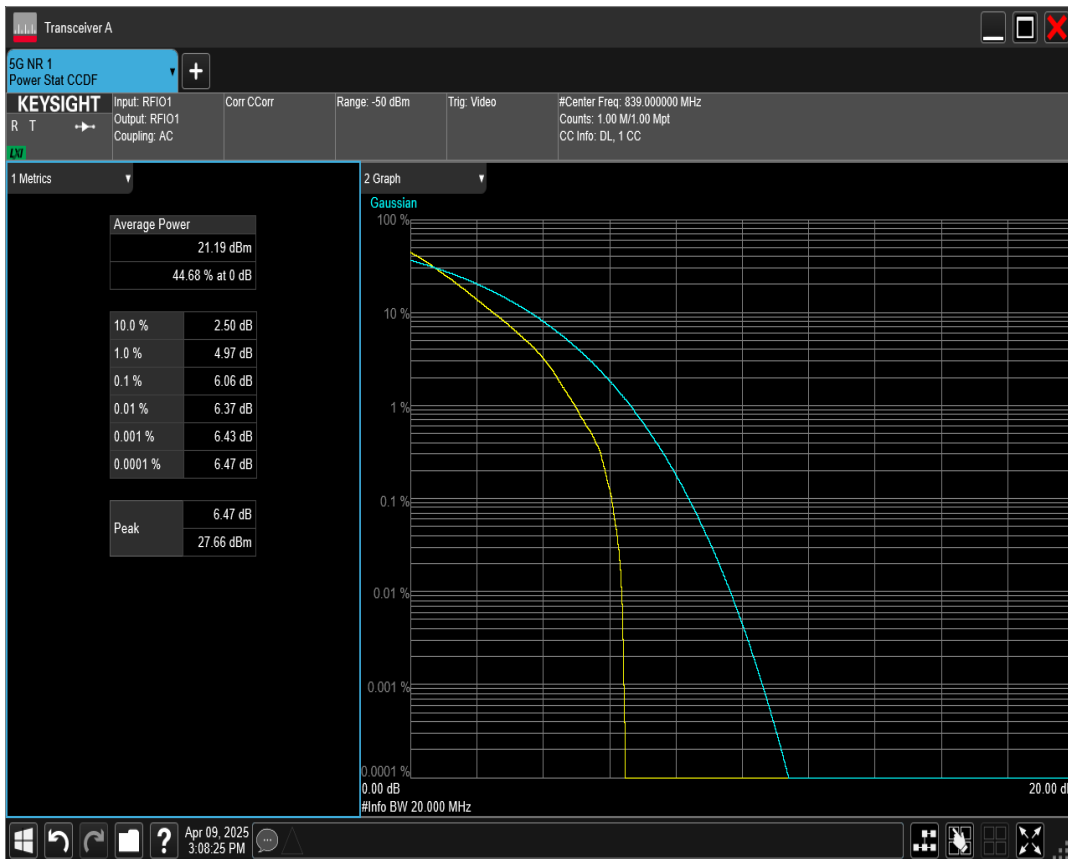 Transceiver A
5G NR 1
Power Stat CCDF
+
KEYSIGHT
R T
LXI
Input: RFIO1
Output: RFIO1
Coupling: AC
Corr CCorr
Range: -50 dBm
Trig: Video
#Center Freq: 839.000000 MHz
Counts: 1.00 M/1.00 Mpt
CC Info: DL, 1 CC
1 Metrics
Average Power
21.19 dBm
44.68 % at 0 dB
10.0 % 2.50 dB
1.0 % 4.97 dB
0.1 % 6.06 dB
0.01 % 6.37 dB
0.001 % 6.43 dB
0.0001 % 6.47 dB
Peak 6.47 dB
27.66 dBm
2 Graph
Gaussian
100 %
10 %
1 %
0.1 %
0.01 %
0.001 %
0.0001 %
0.00 dB 20.00 d
#Info BW 20.000 MHz
?
Apr 09, 2025
3:08:25 PM